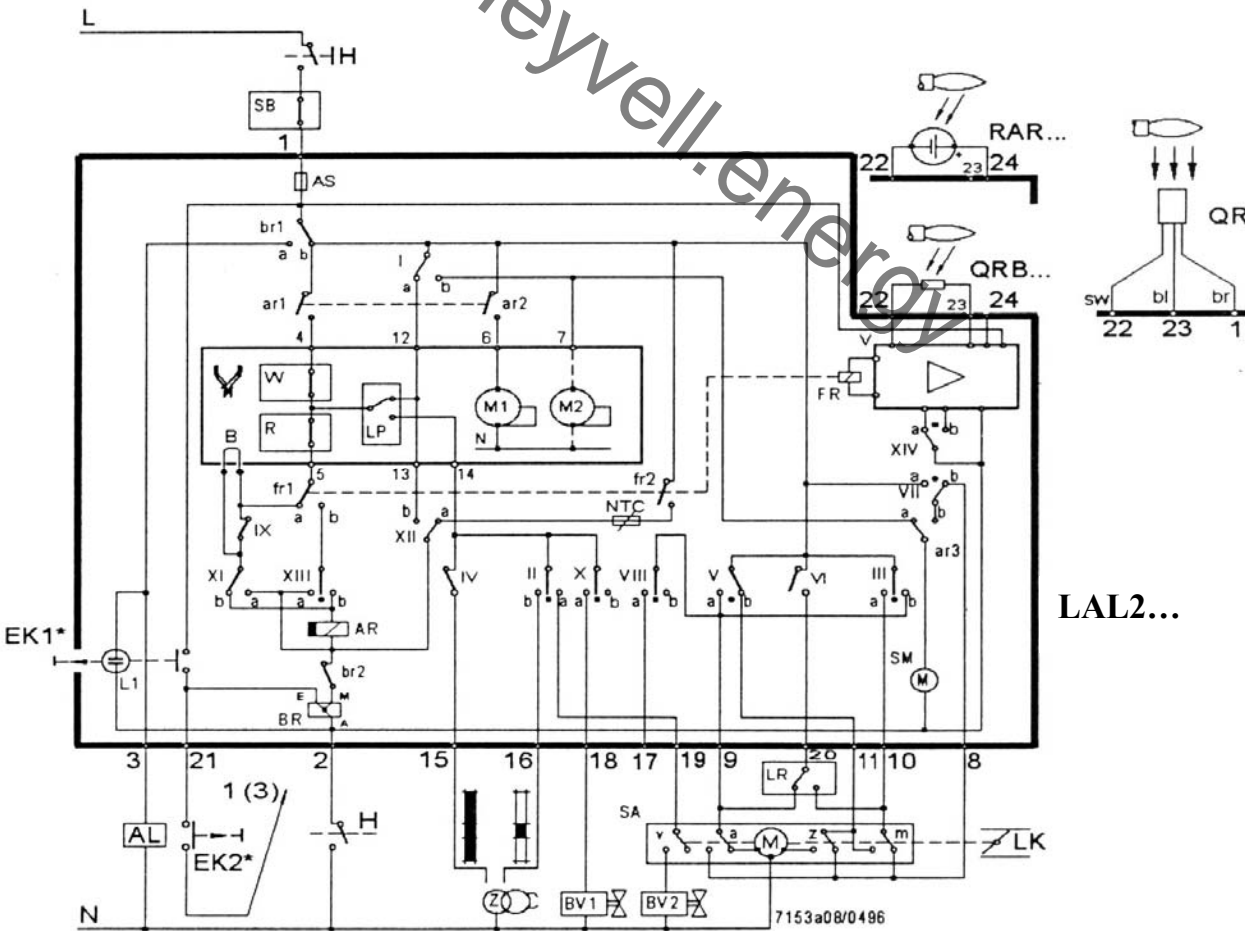 L
H
SB
1
AS
br1
a b
I
a b
ar1
ar2
4 12 6 7
W
R
LP
M1
M2
N
B
5 13 14
fr1
a b
fr2
NTC
b a
XII
IX
XI
b a
XIII
a b
IV
II
b a
X
a b
VIII
a b
V
a b
VI
III
a b
AR
br2
E M
BR A
EK1*
L1
RAR...
22 23 24
QRB...
22 23 24
V
FR
a b
XIV
a b
VII
a b
ar3
SM
M
QR
sw bl br
22 23 1
LAL2...
3 21 2 15 16 18 17 19 9 20 11 10 8
1 (3)
LR
SA
v a M z m
LK
AL
EK2*
H
Z
BV1
BV2
7153a08/0496
N
eyvell.energy